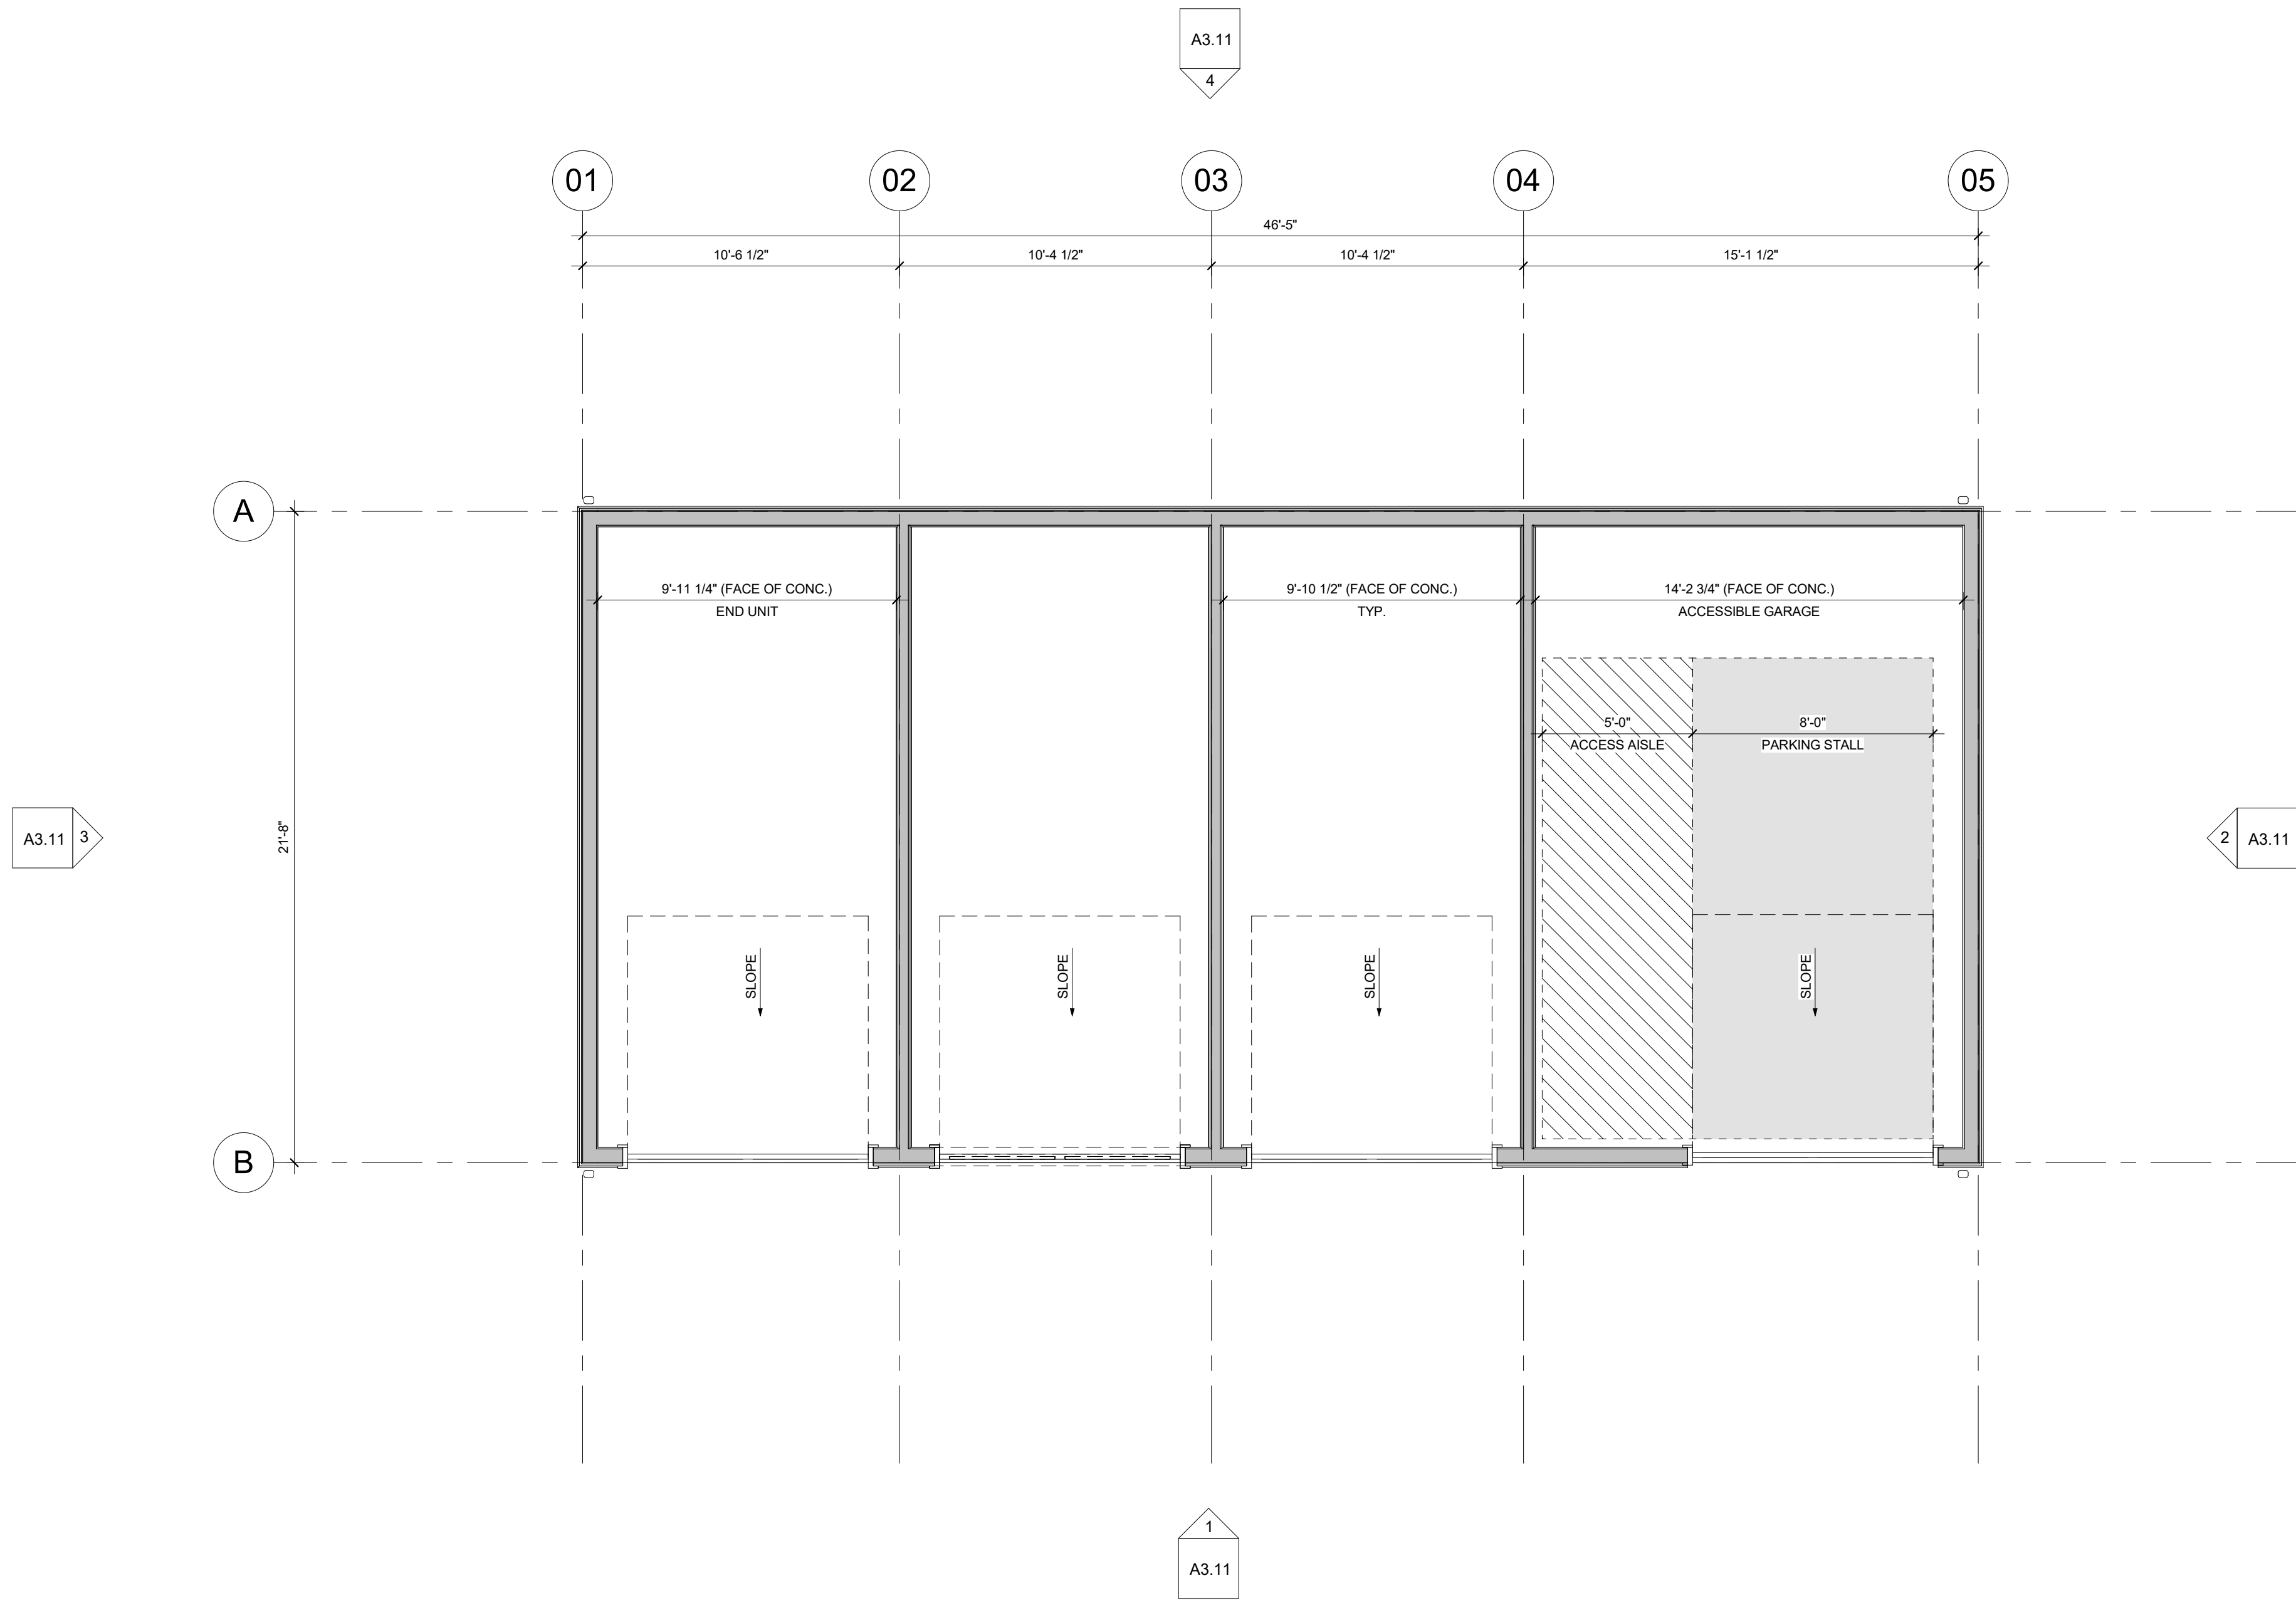 A3.11
4
01
02
03
04
05
46'-5"
10'-6 1/2"
10'-4 1/2"
10'-4 1/2"
15'-1 1/2"
A
9'-11 1/4" (FACE OF CONC.)
END UNIT
9'-10 1/2" (FACE OF CONC.)
TYP.
14'-2 3/4" (FACE OF CONC.)
ACCESSIBLE GARAGE
5'-0"
ACCESS AISLE
8'-0"
PARKING STALL
A3.11
3
21'-8"
2
A3.11
SLOPE
SLOPE
SLOPE
SLOPE
B
1
A3.11